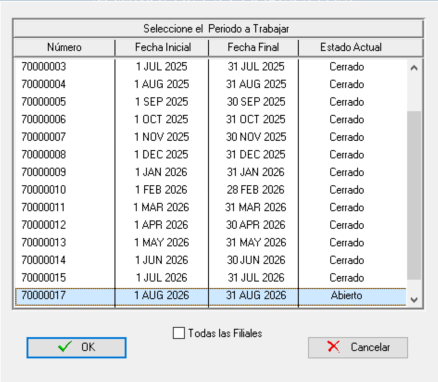 Seleccione el Periodo a Trabajar
Número Fecha Inicial Fecha Final Estado Actual
70000003 1 JUL 2025 31 JUL 2025 Cerrado
70000004 1 AUG 2025 31 AUG 2025 Cerrado
70000005 1 SEP 2025 30 SEP 2025 Cerrado
70000006 1 OCT 2025 31 OCT 2025 Cerrado
70000007 1 NOV 2025 30 NOV 2025 Cerrado
70000008 1 DEC 2025 31 DEC 2025 Cerrado
70000009 1 JAN 2026 31 JAN 2026 Cerrado
70000010 1 FEB 2026 28 FEB 2026 Cerrado
70000011 1 MAR 2026 31 MAR 2026 Cerrado
70000012 1 APR 2026 30 APR 2026 Cerrado
70000013 1 MAY 2026 31 MAY 2026 Cerrado
70000014 1 JUN 2026 30 JUN 2026 Cerrado
70000015 1 JUL 2026 31 JUL 2026 Cerrado
70000017 1 AUG 2026 31 AUG 2026 Abierto
Todas las Filiales
OK Cancelar